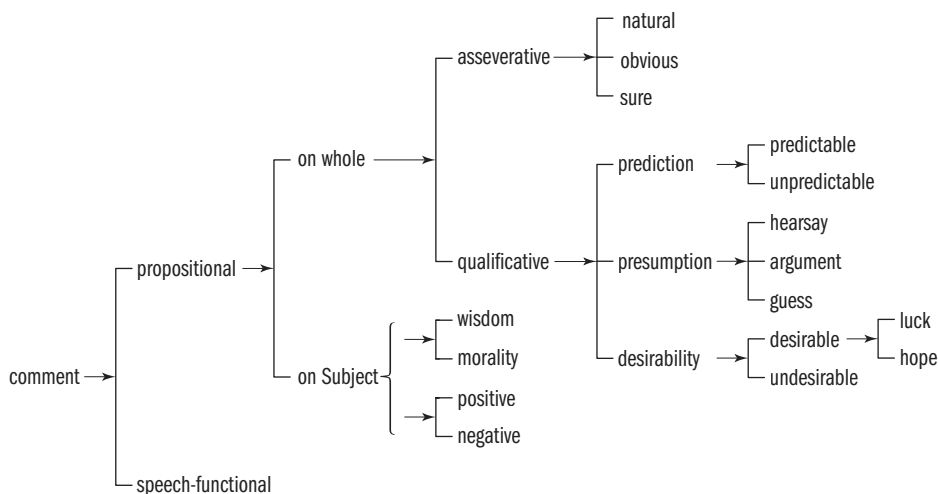 natural
asseverative
obvious
sure
on whole
prediction
predictable
unpredictable
hearsay
propositional
qualificative
presumption
argument
guess
wisdom
luck
morality
desirability
desirable
hope
comment
on Subject
undesirable
positive
negative
speech-functional